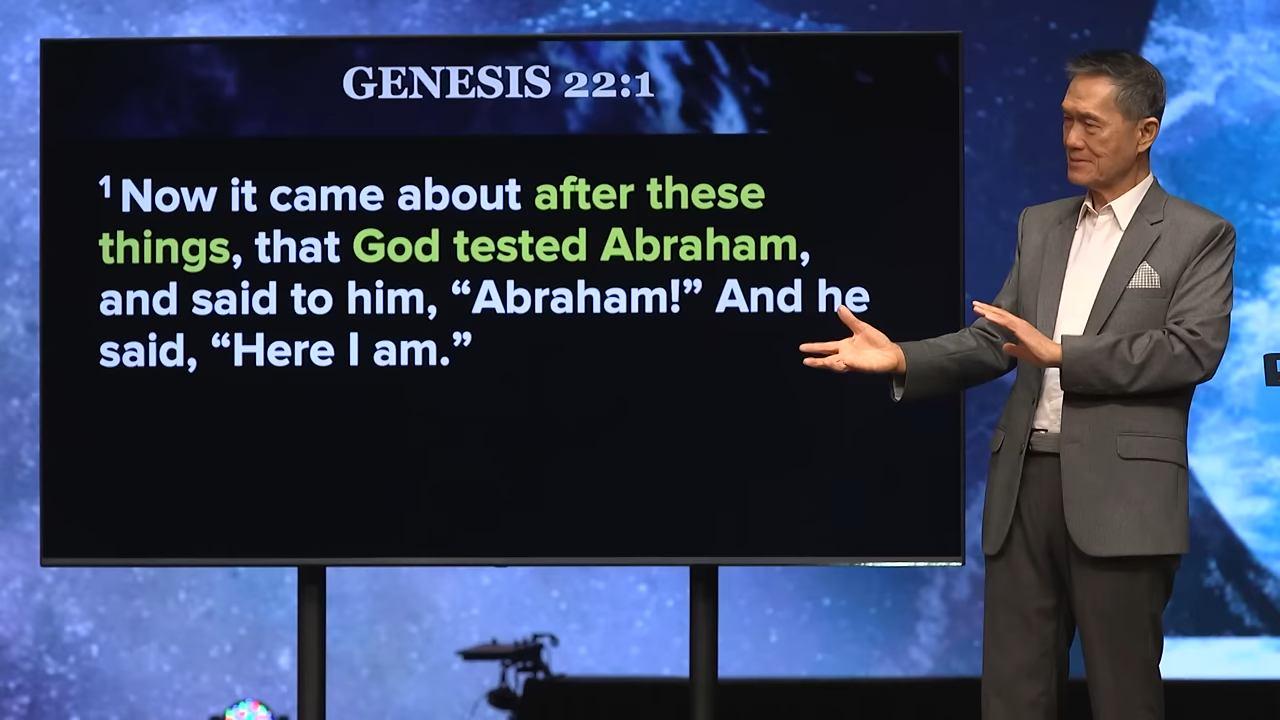 GENESIS 22:1
¹ Now it came about after these
things, that God tested Abraham,
and said to him, “Abraham!” And he
said, “Here I am.”